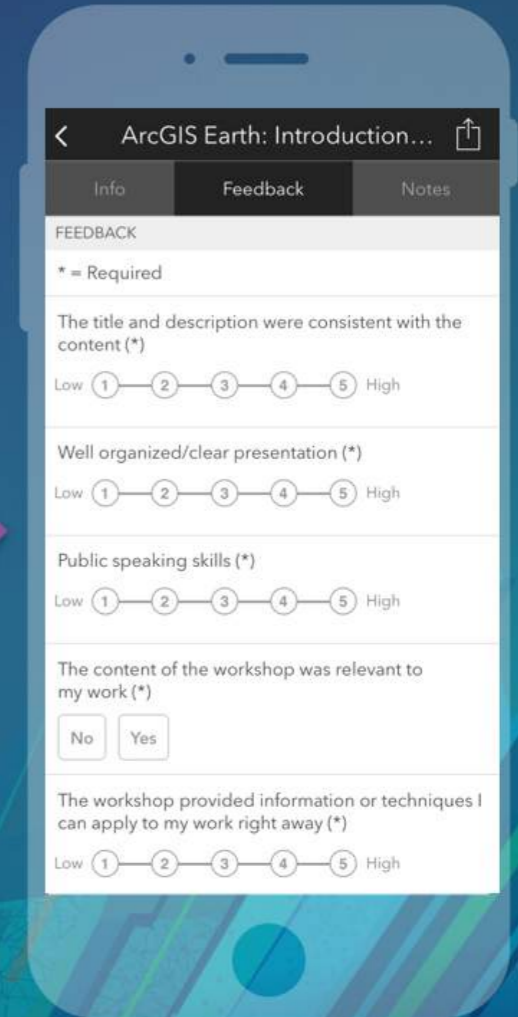 ArcGIS Earth: Introduction...
Info Feedback Notes
FEEDBACK
* = Required
The title and description were consistent with the
content (*)
Low 1 2 3 4 5 High
Well organized/clear presentation (*)
Low 1 2 3 4 5 High
Public speaking skills (*)
Low 1 2 3 4 5 High
The content of the workshop was relevant to
my work (*)
No Yes
The workshop provided information or techniques I
can apply to my work right away (*)
Low 1 2 3 4 5 High